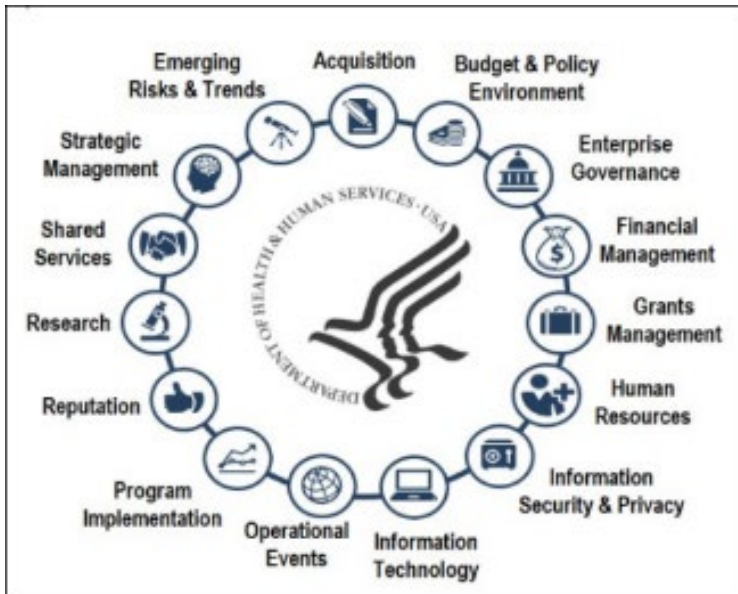 Acquisition
Budget & Policy
Environment
Enterprise
Governance
Financial
Management
Grants
Management
Human
Resources
Information
Security & Privacy
Information
Technology
Operational
Events
Program
Implementation
Reputation
Research
Shared
Services
Strategic
Management
Emerging
Risks & Trends
DEPARTMENT OF HEALTH & HUMAN SERVICES · USA
$